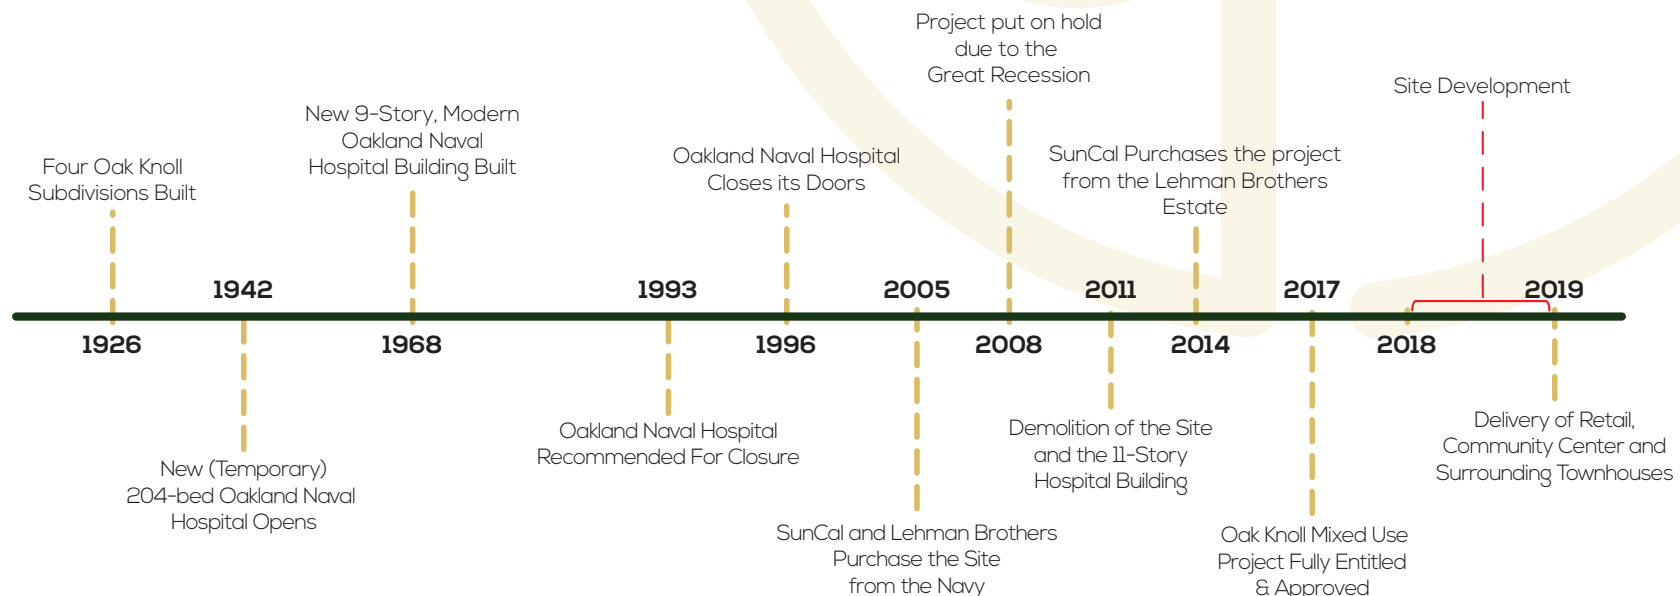 Project put on hold
due to the
Great Recession
Site Development
New 9-Story, Modern
Oakland Naval
Hospital Building Built
Four Oak Knoll
Subdivisions Built
Oakland Naval Hospital
Closes its Doors
SunCal Purchases the project
from the Lehman Brothers
Estate
1942
1993
2005
2011
2017
2019
1926
1968
1996
2008
2014
2018
New (Temporary)
204-bed Oakland Naval
Hospital Opens
Oakland Naval Hospital
Recommended For Closure
SunCal and Lehman Brothers
Purchase the Site
from the Navy
Demolition of the Site
and the 11-Story
Hospital Building
Oak Knoll Mixed Use
Project Fully Entitled
& Approved
Delivery of Retail,
Community Center and
Surrounding Townhouses